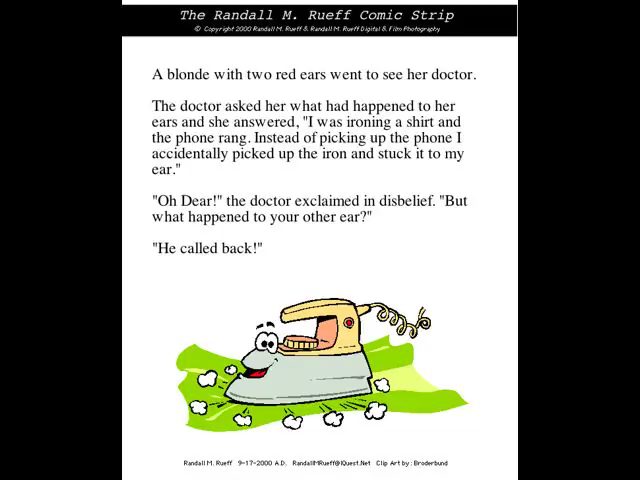 The Randall M. Rueff Comic Strip
© Copyright 2000 Randall M. Rueff & Randall M. Rueff Digital & Film Photography
A blonde with two red ears went to see her doctor.
The doctor asked her what had happened to her
ears and she answered, "I was ironing a shirt and
the phone rang. Instead of picking up the phone I
accidentally picked up the iron and stuck it to my
ear."
"Oh Dear!" the doctor exclaimed in disbelief. "But
what happened to your other ear?"
"He called back!"
Randall M. Rueff 9-17-2000 A.D. RandallMRueff@IQuest.Net Clip Art by: Broderbund